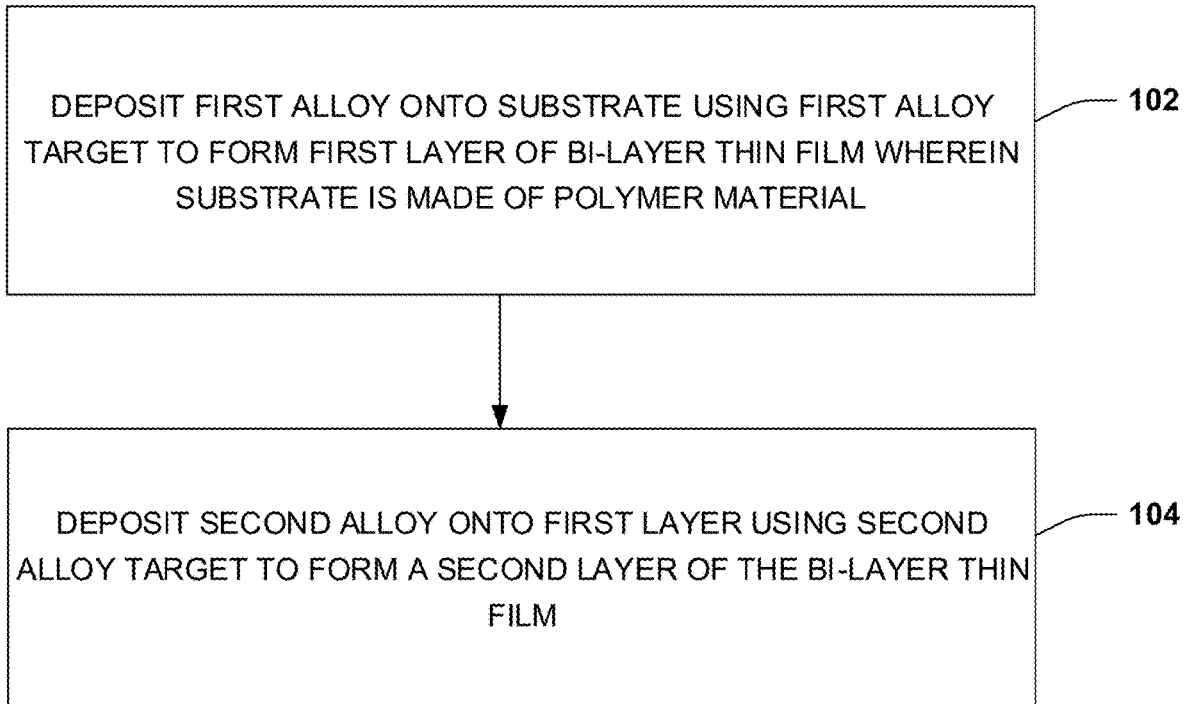 DEPOSIT FIRST ALLOY ONTO SUBSTRATE USING FIRST ALLOY
TARGET TO FORM FIRST LAYER OF BI-LAYER THIN FILM WHEREIN
SUBSTRATE IS MADE OF POLYMER MATERIAL
102
DEPOSIT SECOND ALLOY ONTO FIRST LAYER USING SECOND
ALLOY TARGET TO FORM A SECOND LAYER OF THE BI-LAYER THIN
FILM
104